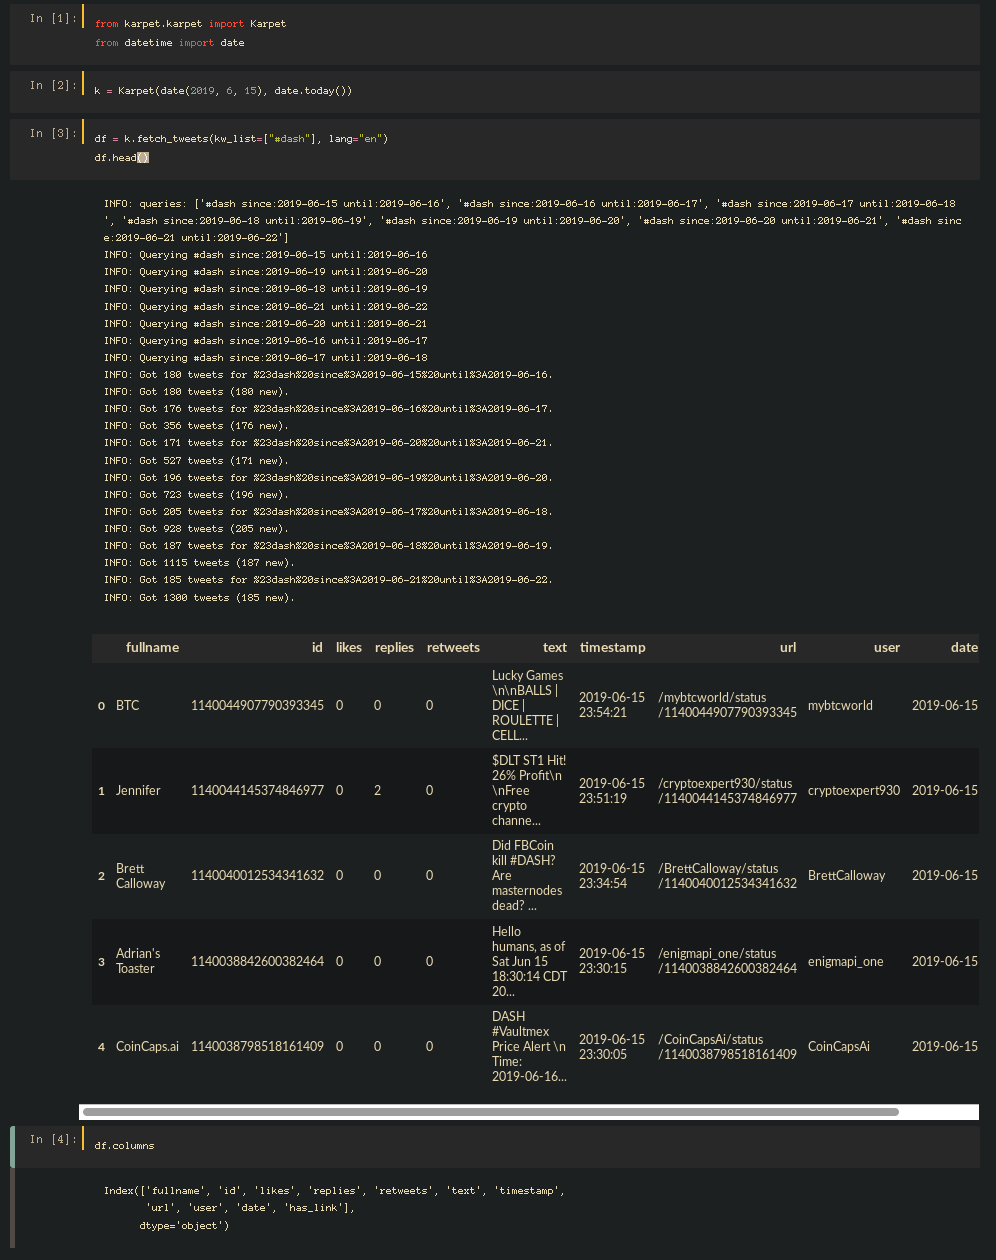 In [1]:
from karpet.karpet import Karpet
from datetime import date
In [2]:
k = Karpet(date(2019, 6, 15), date.today())
In [3]:
df = k.fetch_tweets(kw_list=["#dash"], lang="en")
df.head()
INFO: queries: ['#dash since:2019-06-15 until:2019-06-16', '#dash since:2019-06-16 until:2019-06-17', '#dash since:2019-06-17 until:2019-06-18
', '#dash since:2019-06-18 until:2019-06-19', '#dash since:2019-06-19 until:2019-06-20', '#dash since:2019-06-20 until:2019-06-21', '#dash sinc
e:2019-06-21 until:2019-06-22']
INFO: Querying #dash since:2019-06-15 until:2019-06-16
INFO: Querying #dash since:2019-06-19 until:2019-06-20
INFO: Querying #dash since:2019-06-18 until:2019-06-19
INFO: Querying #dash since:2019-06-21 until:2019-06-22
INFO: Querying #dash since:2019-06-20 until:2019-06-21
INFO: Querying #dash since:2019-06-16 until:2019-06-17
INFO: Querying #dash since:2019-06-17 until:2019-06-18
INFO: Got 180 tweets for %23dash%20since%3A2019-06-15%20until%3A2019-06-16.
INFO: Got 180 tweets (180 new).
INFO: Got 176 tweets for %23dash%20since%3A2019-06-16%20until%3A2019-06-17.
INFO: Got 356 tweets (176 new).
INFO: Got 171 tweets for %23dash%20since%3A2019-06-20%20until%3A2019-06-21.
INFO: Got 527 tweets (171 new).
INFO: Got 196 tweets for %23dash%20since%3A2019-06-19%20until%3A2019-06-20.
INFO: Got 723 tweets (196 new).
INFO: Got 205 tweets for %23dash%20since%3A2019-06-17%20until%3A2019-06-18.
INFO: Got 928 tweets (205 new).
INFO: Got 187 tweets for %23dash%20since%3A2019-06-18%20until%3A2019-06-19.
INFO: Got 1115 tweets (187 new).
INFO: Got 185 tweets for %23dash%20since%3A2019-06-21%20until%3A2019-06-22.
INFO: Got 1300 tweets (185 new).
fullname id likes replies retweets text timestamp url user date
0 BTC 1140044907790393345 0 0 0
Lucky Games
\n\nBALLS |
DICE |
ROULETTE |
CELL...
2019-06-15
23:54:21
/mybtcworld/status
/1140044907790393345
mybtcworld 2019-06-15
1 Jennifer 1140044145374846977 0 2 0
$DLT ST1 Hit!
26% Profit\n
\nFree
crypto
channe...
2019-06-15
23:51:19
/cryptoexpert930/status
/1140044145374846977
cryptoexpert930 2019-06-15
2 Brett
Calloway
1140040012534341632 0 0 0
Did FBCoin
kill #DASH?
Are
masternodes
dead? ...
2019-06-15
23:34:54
/BrettCalloway/status
/1140040012534341632
BrettCalloway 2019-06-15
3 Adrian's
Toaster
1140038842600382464 0 0 0
Hello
humans, as of
Sat Jun 15
18:30:14 CDT
20...
2019-06-15
23:30:15
/enigmapi_one/status
/1140038842600382464
enigmapi_one 2019-06-15
4 CoinCaps.ai 1140038798518161409 0 0 0
DASH
#Vaultmex
Price Alert \n
Time:
2019-06-16...
2019-06-15
23:30:05
/CoinCapsAi/status
/1140038798518161409
CoinCapsAi 2019-06-15
In [4]:
df.columns
Index(['fullname', 'id', 'likes', 'replies', 'retweets', 'text', 'timestamp',
'url', 'user', 'date', 'has_link'],
dtype='object')